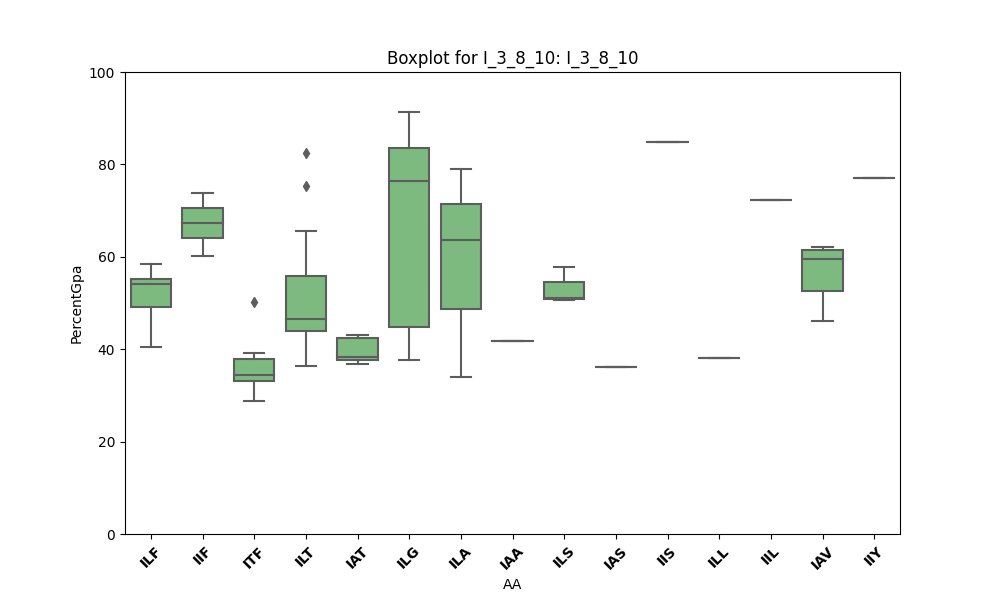 Boxplot for I_3_8_10: I_3_8_10
100
80
60
40
20
0
PercentGpa
ILF IIF ITF ILT IAT ILG ILA IAA ILS IAS IIS ILL IIL IAV IIY
AA